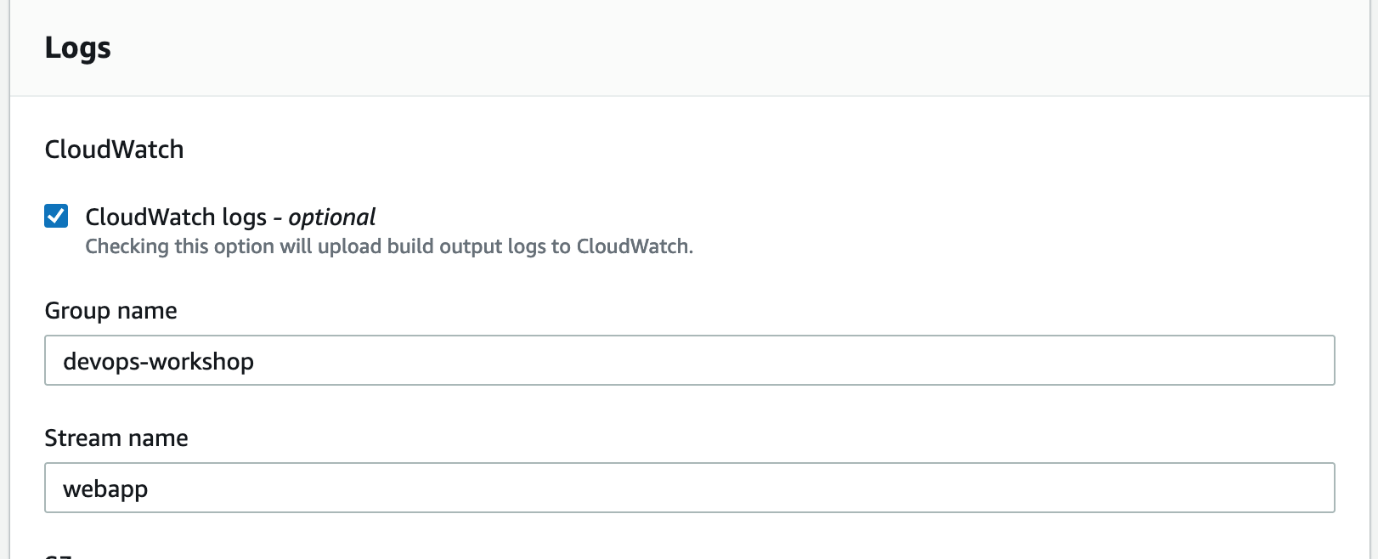 Logs
CloudWatch
CloudWatch logs - optional
Checking this option will upload build output logs to CloudWatch.
Group name
devops-workshop
Stream name
webapp